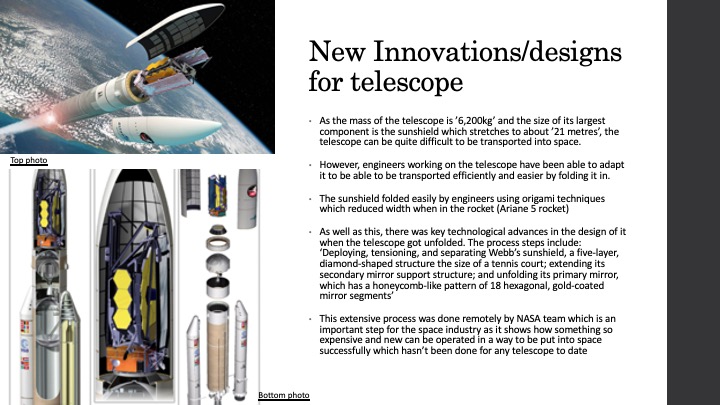 New Innovations/designs
for telescope
• As the mass of the telescope is ‘6,200kg’ and the size of its largest
component is the sunshield which stretches to about ‘21 metres’, the
telescope can be quite difficult to be transported into space.
• However, engineers working on the telescope have been able to adapt
it to be able to be transported efficiently and easier by folding it in.
• The sunshield folded easily by engineers using origami techniques
which reduced width when in the rocket (Ariane 5 rocket)
• As well as this, there was key technological advances in the design of it
when the telescope got unfolded. The process steps include:
‘Deploying, tensioning, and separating Webb’s sunshield, a five-layer,
diamond-shaped structure the size of a tennis court; extending its
secondary mirror support structure; and unfolding its primary mirror,
which has a honeycomb-like pattern of 18 hexagonal, gold-coated
mirror segments’
• This extensive process was done remotely by NASA team which is an
important step for the space industry as it shows how something so
expensive and new can be operated in a way to be put into space
successfully which hasn’t been done for any telescope to date
Top photo
Bottom photo